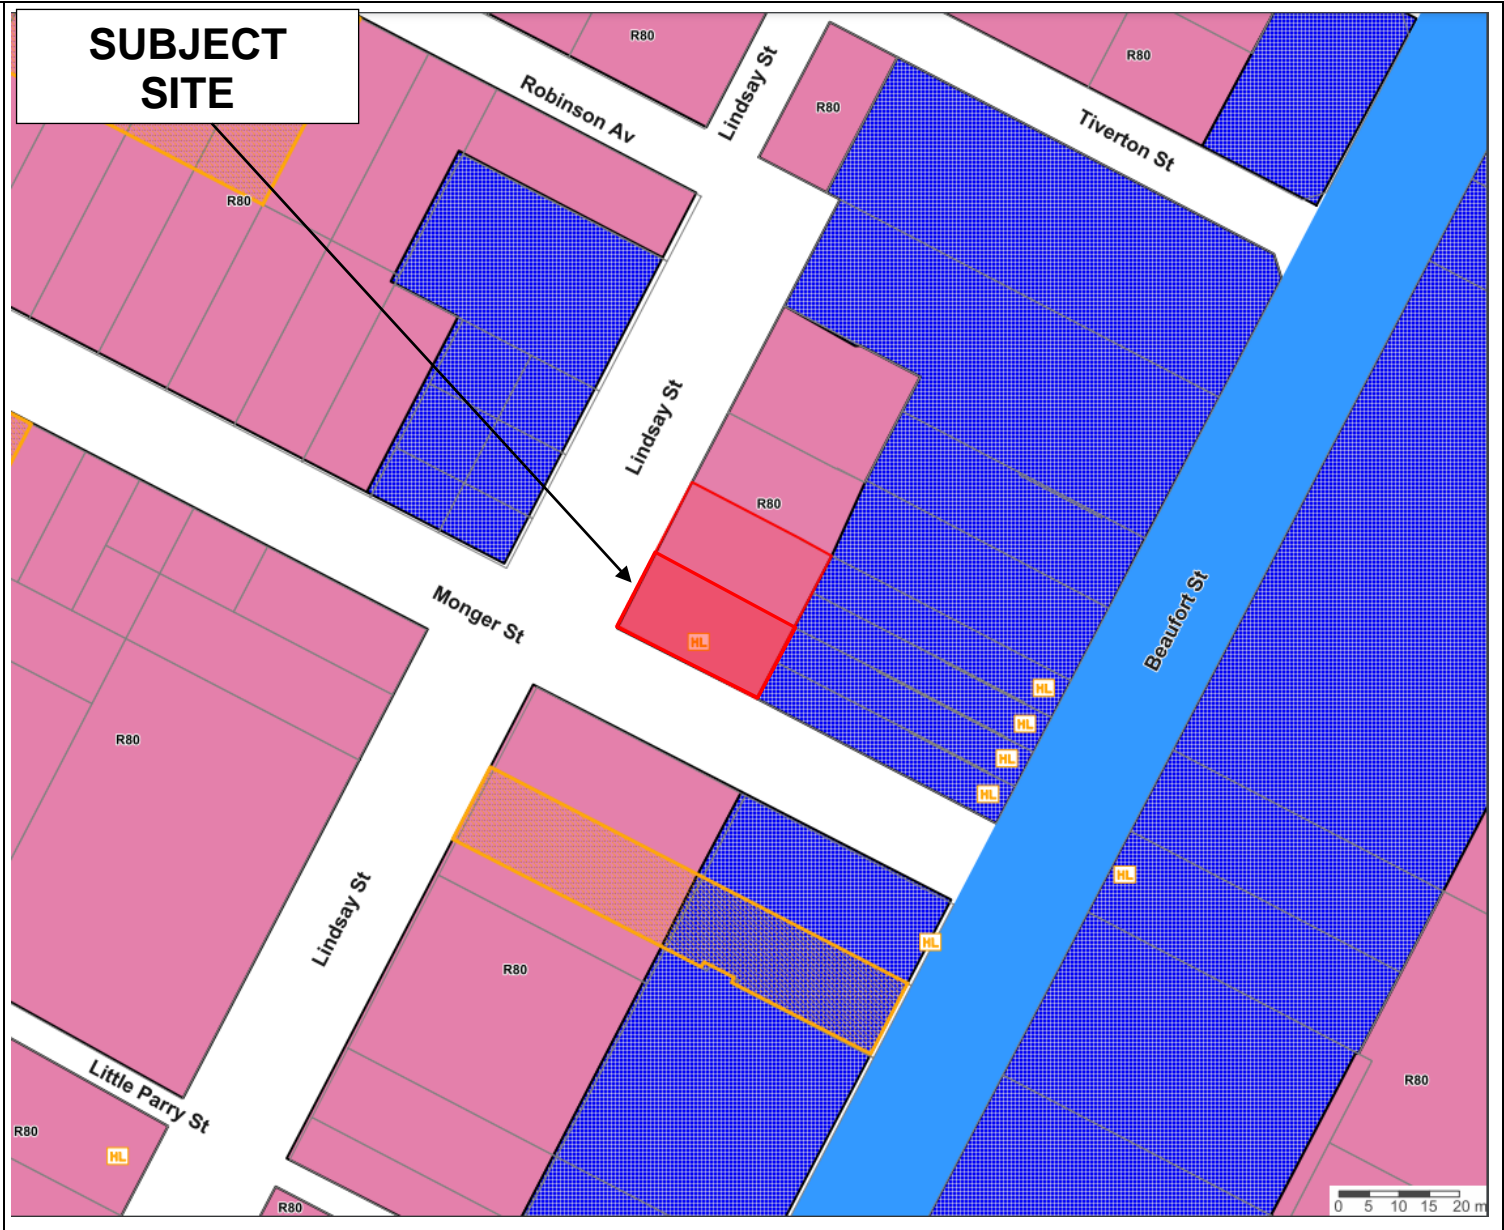 SUBJECT
SITE
R80
R80
Lindsay St
Robinson Av
R80
Tiverton St
R80
Lindsay St
R80
HL
Monger St
Beaufort St
HL
HL
HL
HL
R80
HL
Lindsay St
HL
R80
Little Parry St
R80
R80
HL
R80
0 5 10 15 20 m